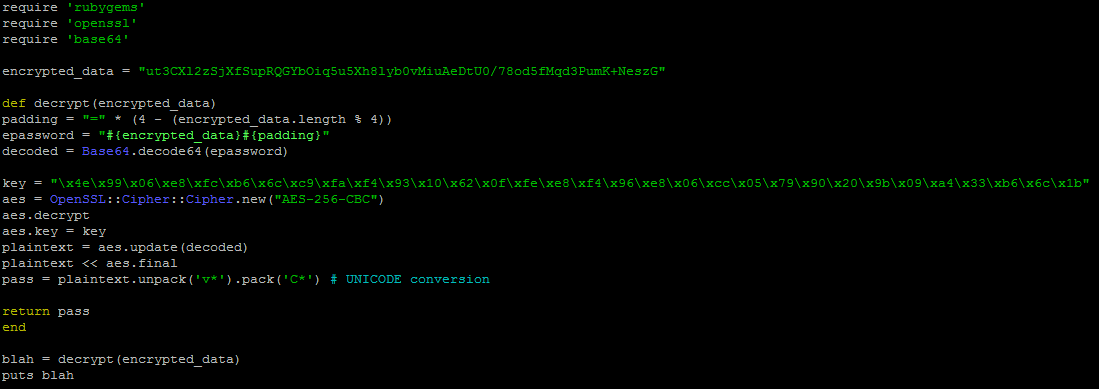 require 'rubygems'
require 'openssl'
require 'base64'
encrypted_data = "ut3CXl2zSjXfSupRQGYbOiq5u5Xh8lyb0vMiuAeDtU0/78od5fMqd3PumK+NeszG"
def decrypt(encrypted_data)
padding = "=" * (4 - (encrypted_data.length % 4))
epassword = "#{encrypted_data}#{padding}"
decoded = Base64.decode64(epassword)
key = "\x4e\x99\x06\xe8\xfc\xb6\x6c\xc9\xfa\xf4\x93\x10\x62\x0f\xfe\xe8\xf4\x96\xe8\x06\xcc\x05\x79\x90\x20\x9b\x09\xa4\x33\xb6\x6c\x1b"
aes = OpenSSL::Cipher::Cipher.new("AES-256-CBC")
aes.decrypt
aes.key = key
plaintext = aes.update(decoded)
plaintext << aes.final
pass = plaintext.unpack('v*').pack('C*') # UNICODE conversion
return pass
end
blah = decrypt(encrypted_data)
puts blah